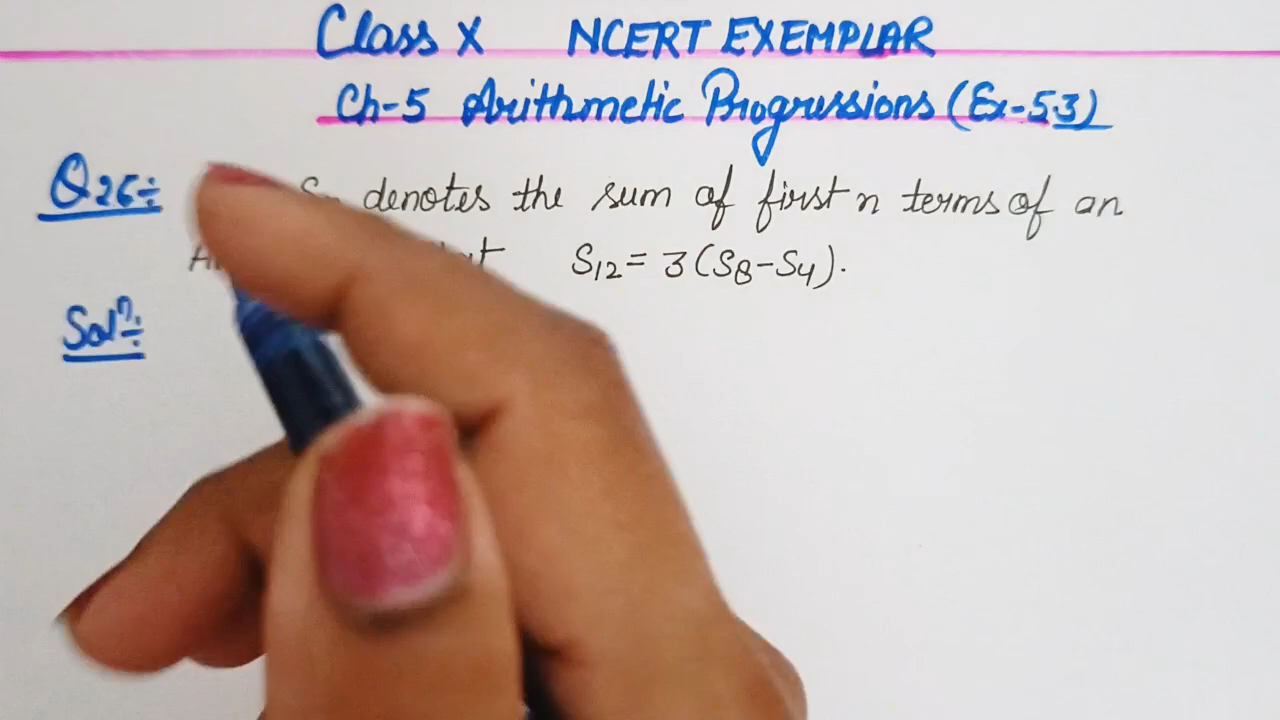 Class X NCERT EXEMPLAR
Ch-5 Arithmetic Progressions (Ex-5.3)
Q26÷ denotes the sum of first n terms of an
S₁₂ = 3(S₈-S₄).
Solⁿ÷